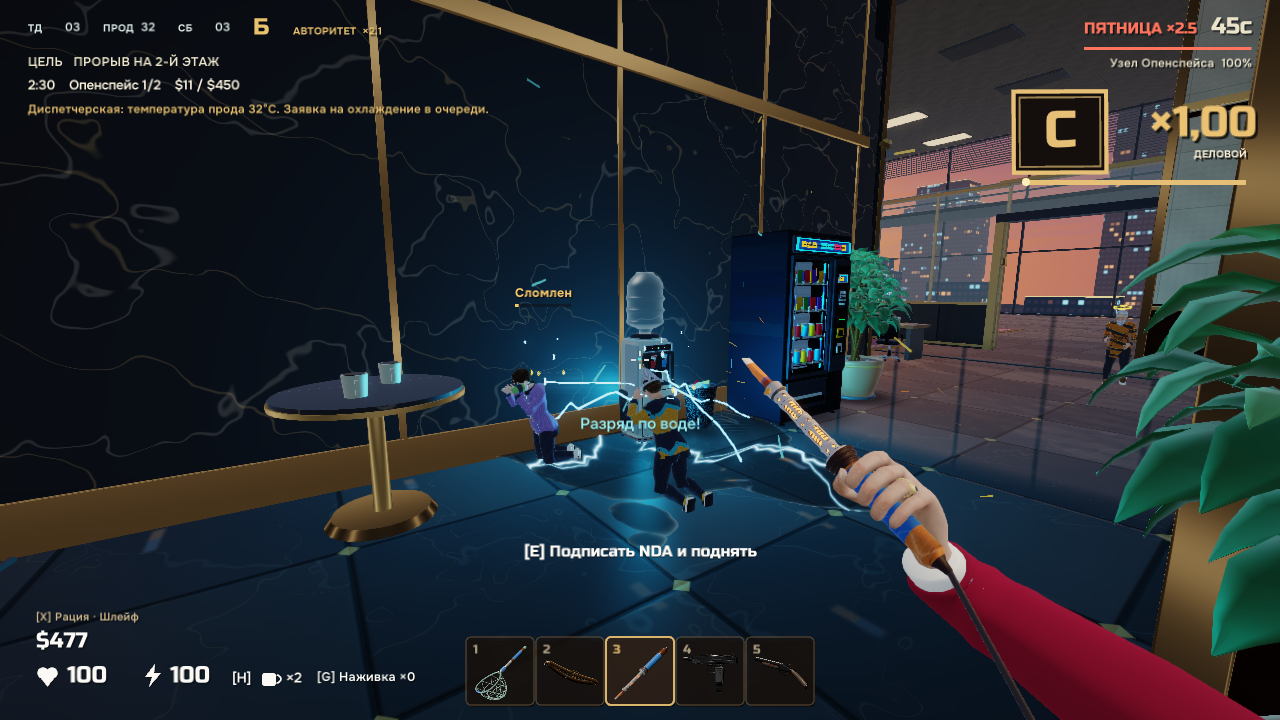 ТД 03 ПРОД 32 СБ 03 Б АВТОРИТЕТ ×2.1
ЦЕЛЬ ПРОРЫВ НА 2-Й ЭТАЖ
2:30 Опенспейс 1/2 $11 / $450
Диспетчерская: температура прода 32°C. Заявка на охлаждение в очереди.
ПЯТНИЦА ×2.5 45с
Узел Опенспейса 100%
С ×1,00
ДЕЛОВОЙ
Сломлен
Разряд по воде!
[E] Подписать NDA и поднять
[X] Рация · Шлейф
$477
100 100 [H] ×2 [G] Наживка ×0
1 2 3 4 5